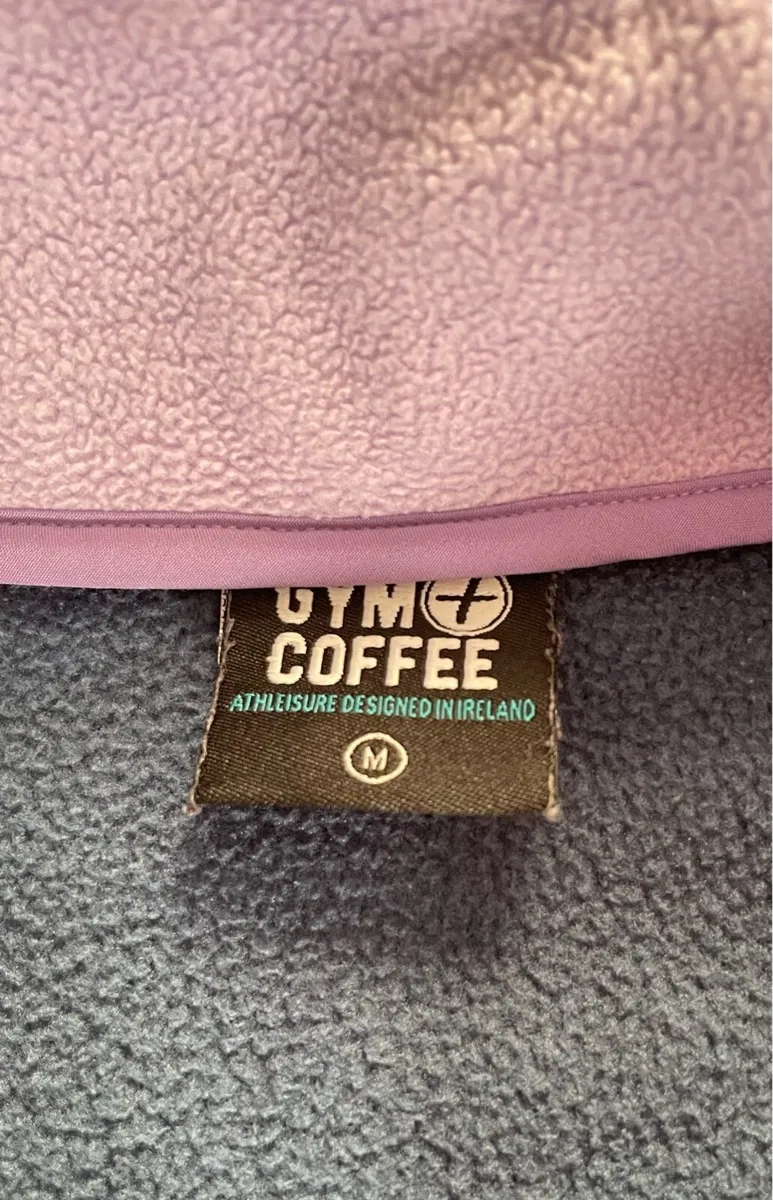 GYM+
COFFEE
ATHLEISURE DESIGNED IN IRELAND
M